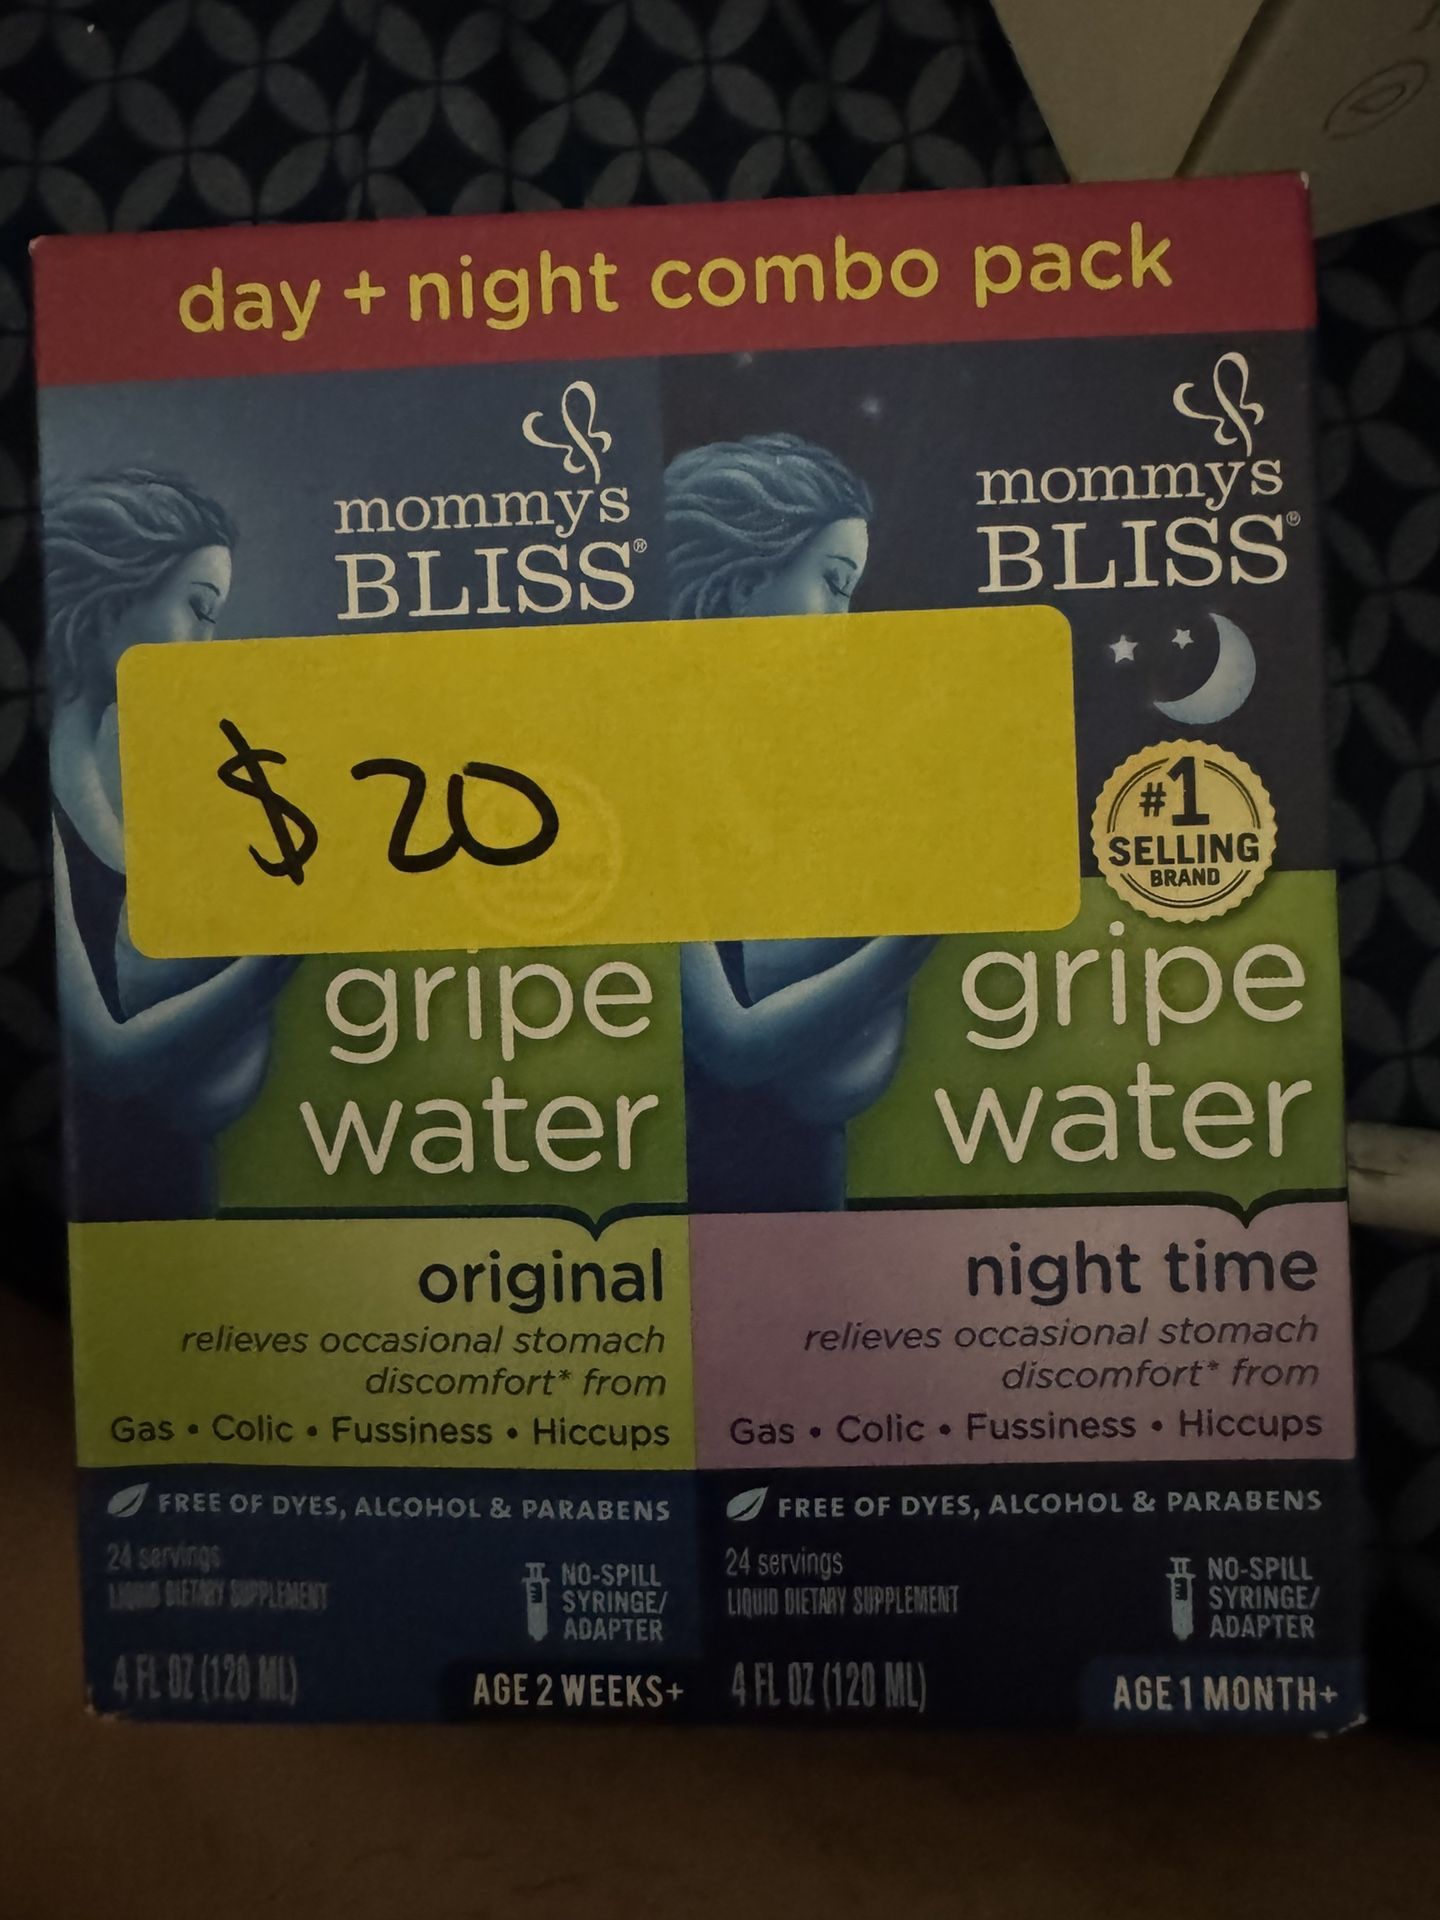 day + night combo pack
mommy's
BLISS®
mommy's
BLISS®
$20
#1
SELLING
BRAND
gripe
water
gripe
water
original
relieves occasional stomach
discomfort* from
Gas • Colic • Fussiness • Hiccups
night time
relieves occasional stomach
discomfort* from
Gas • Colic • Fussiness • Hiccups
FREE OF DYES, ALCOHOL & PARABENS
24 servings
LIQUID DIETARY SUPPLEMENT
NO-SPILL
SYRINGE/
ADAPTER
4 FL OZ (120 ML)
AGE 2 WEEKS+
FREE OF DYES, ALCOHOL & PARABENS
24 servings
LIQUID DIETARY SUPPLEMENT
NO-SPILL
SYRINGE/
ADAPTER
4 FL OZ (120 ML)
AGE 1 MONTH+